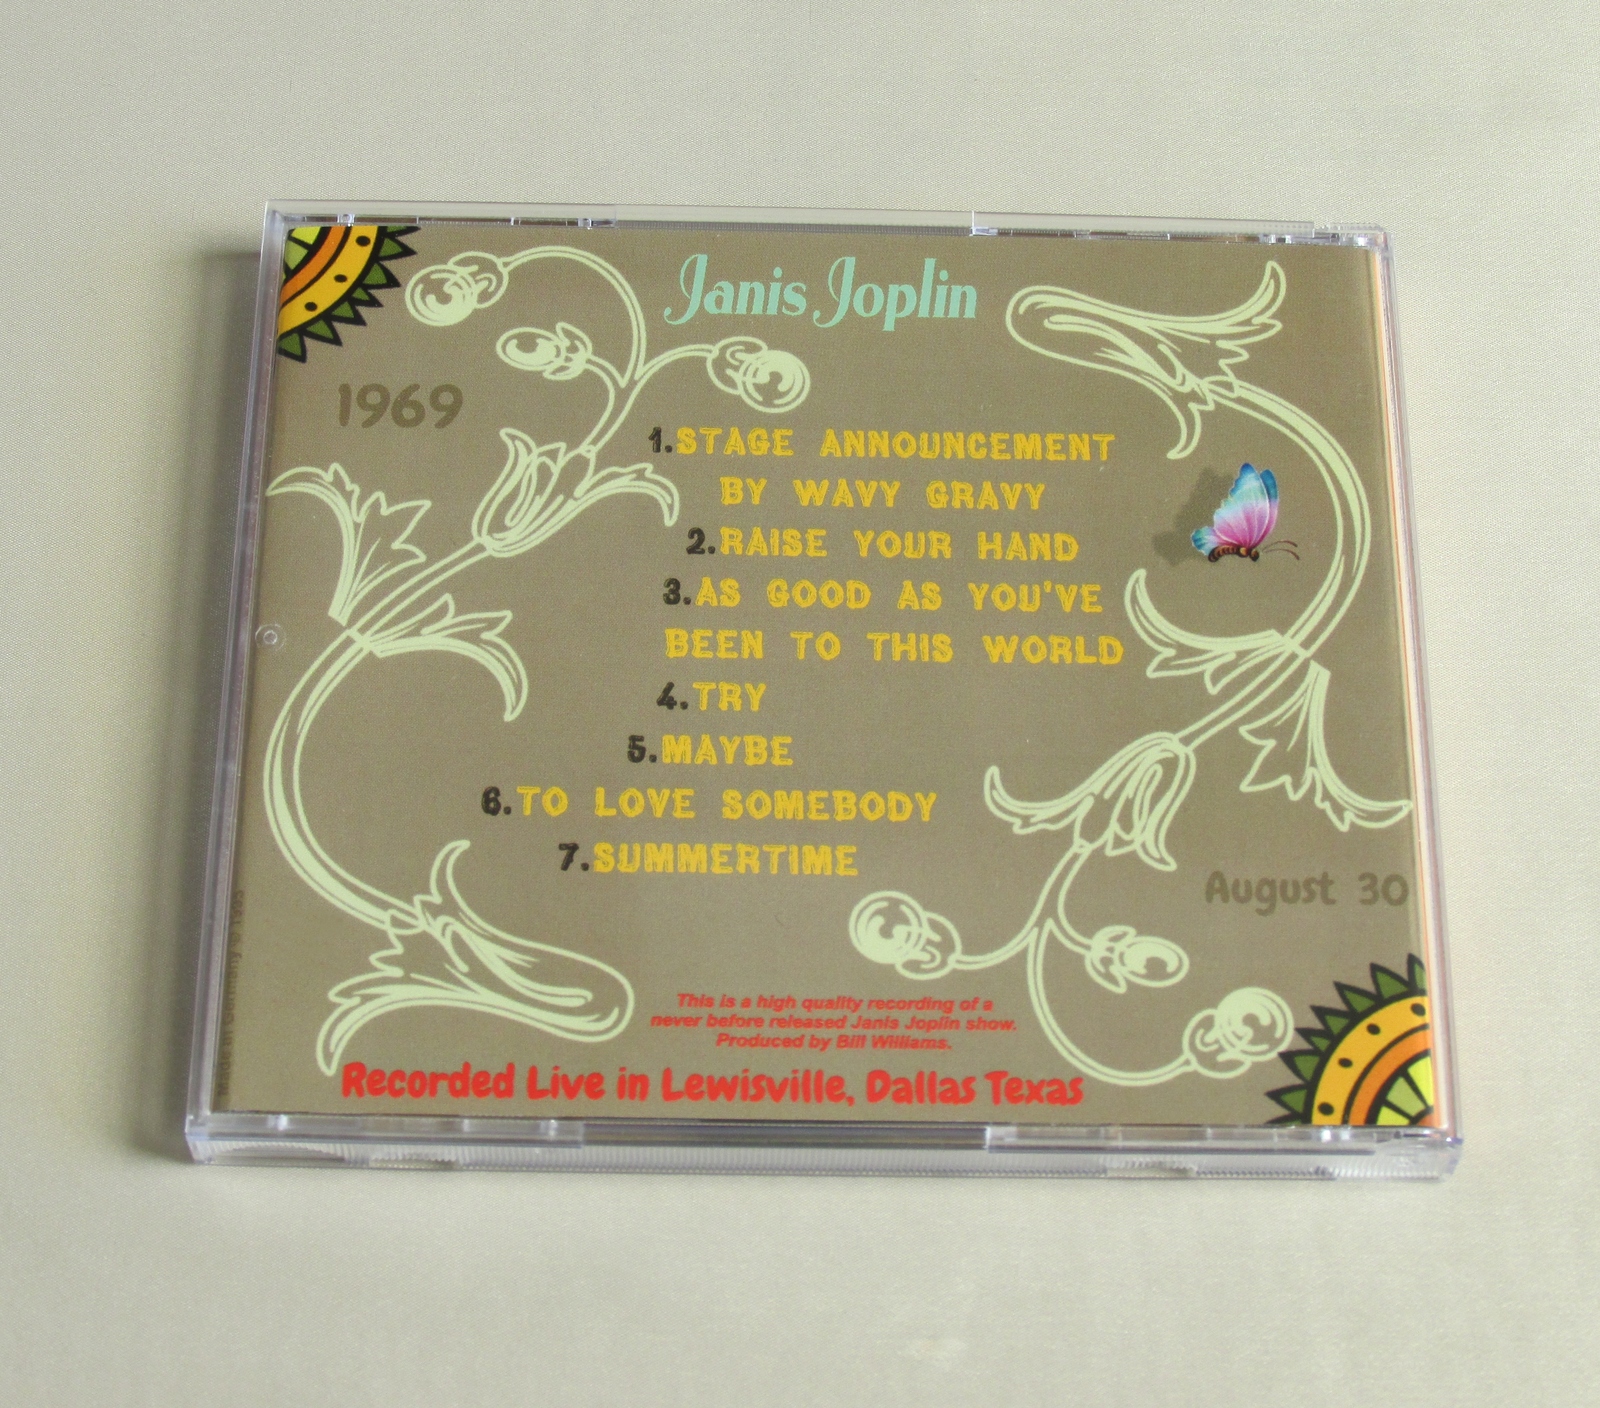 Janis Joplin
1969
1.STAGE ANNOUNCEMENT
BY WAVY GRAVY
2.RAISE YOUR HAND
3.AS GOOD AS YOU'VE
BEEN TO THIS WORLD
4.TRY
5.MAYBE
6.TO LOVE SOMEBODY
7.SUMMERTIME
August 30
This is a high quality recording of a
never before released Janis Joplin show.
Produced by Bill Williams.
Recorded Live in Lewisville, Dallas Texas
Made in Germany